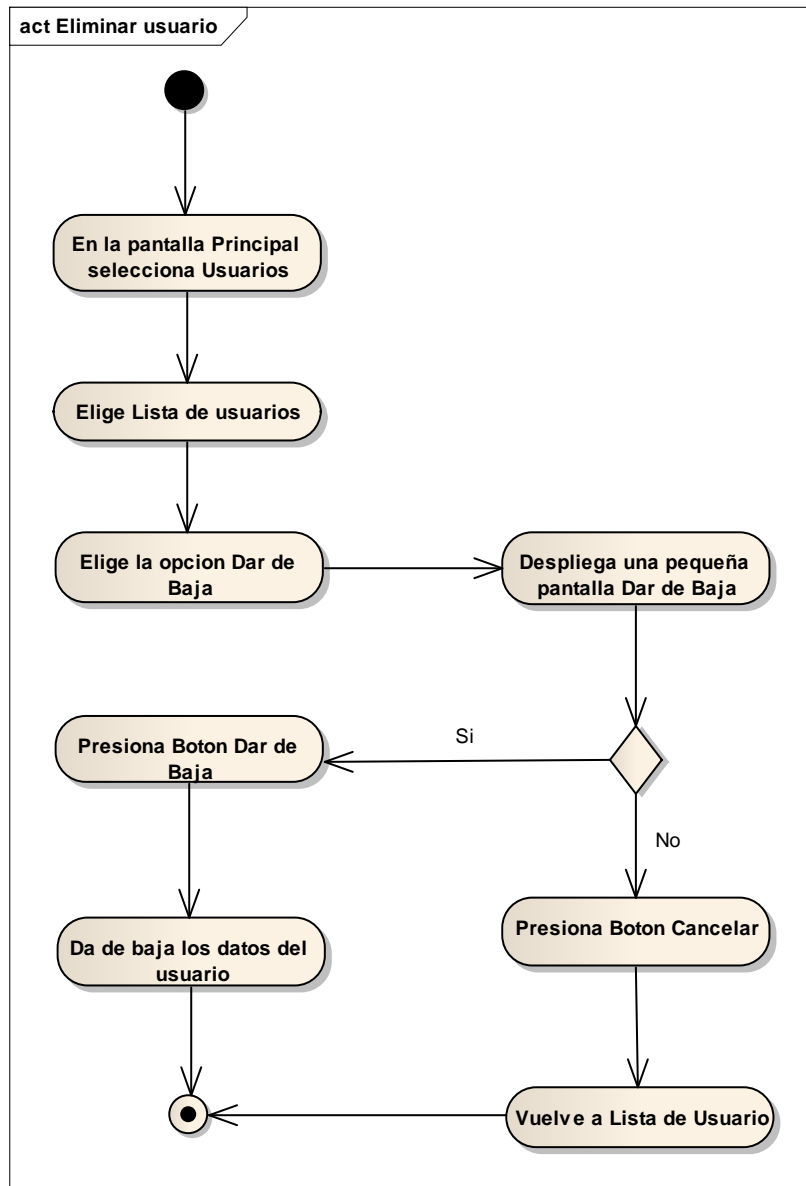 act Eliminar usuario
En la pantalla Principal
selecciona Usuarios
Elige Lista de usuarios
Elige la opcion Dar de
Baja
Despliega una pequeña
pantalla Dar de Baja
Si
Presiona Boton Dar de
Baja
No
Presiona Boton Cancelar
Da de baja los datos del
usuario
Vuelve a Lista de Usuario